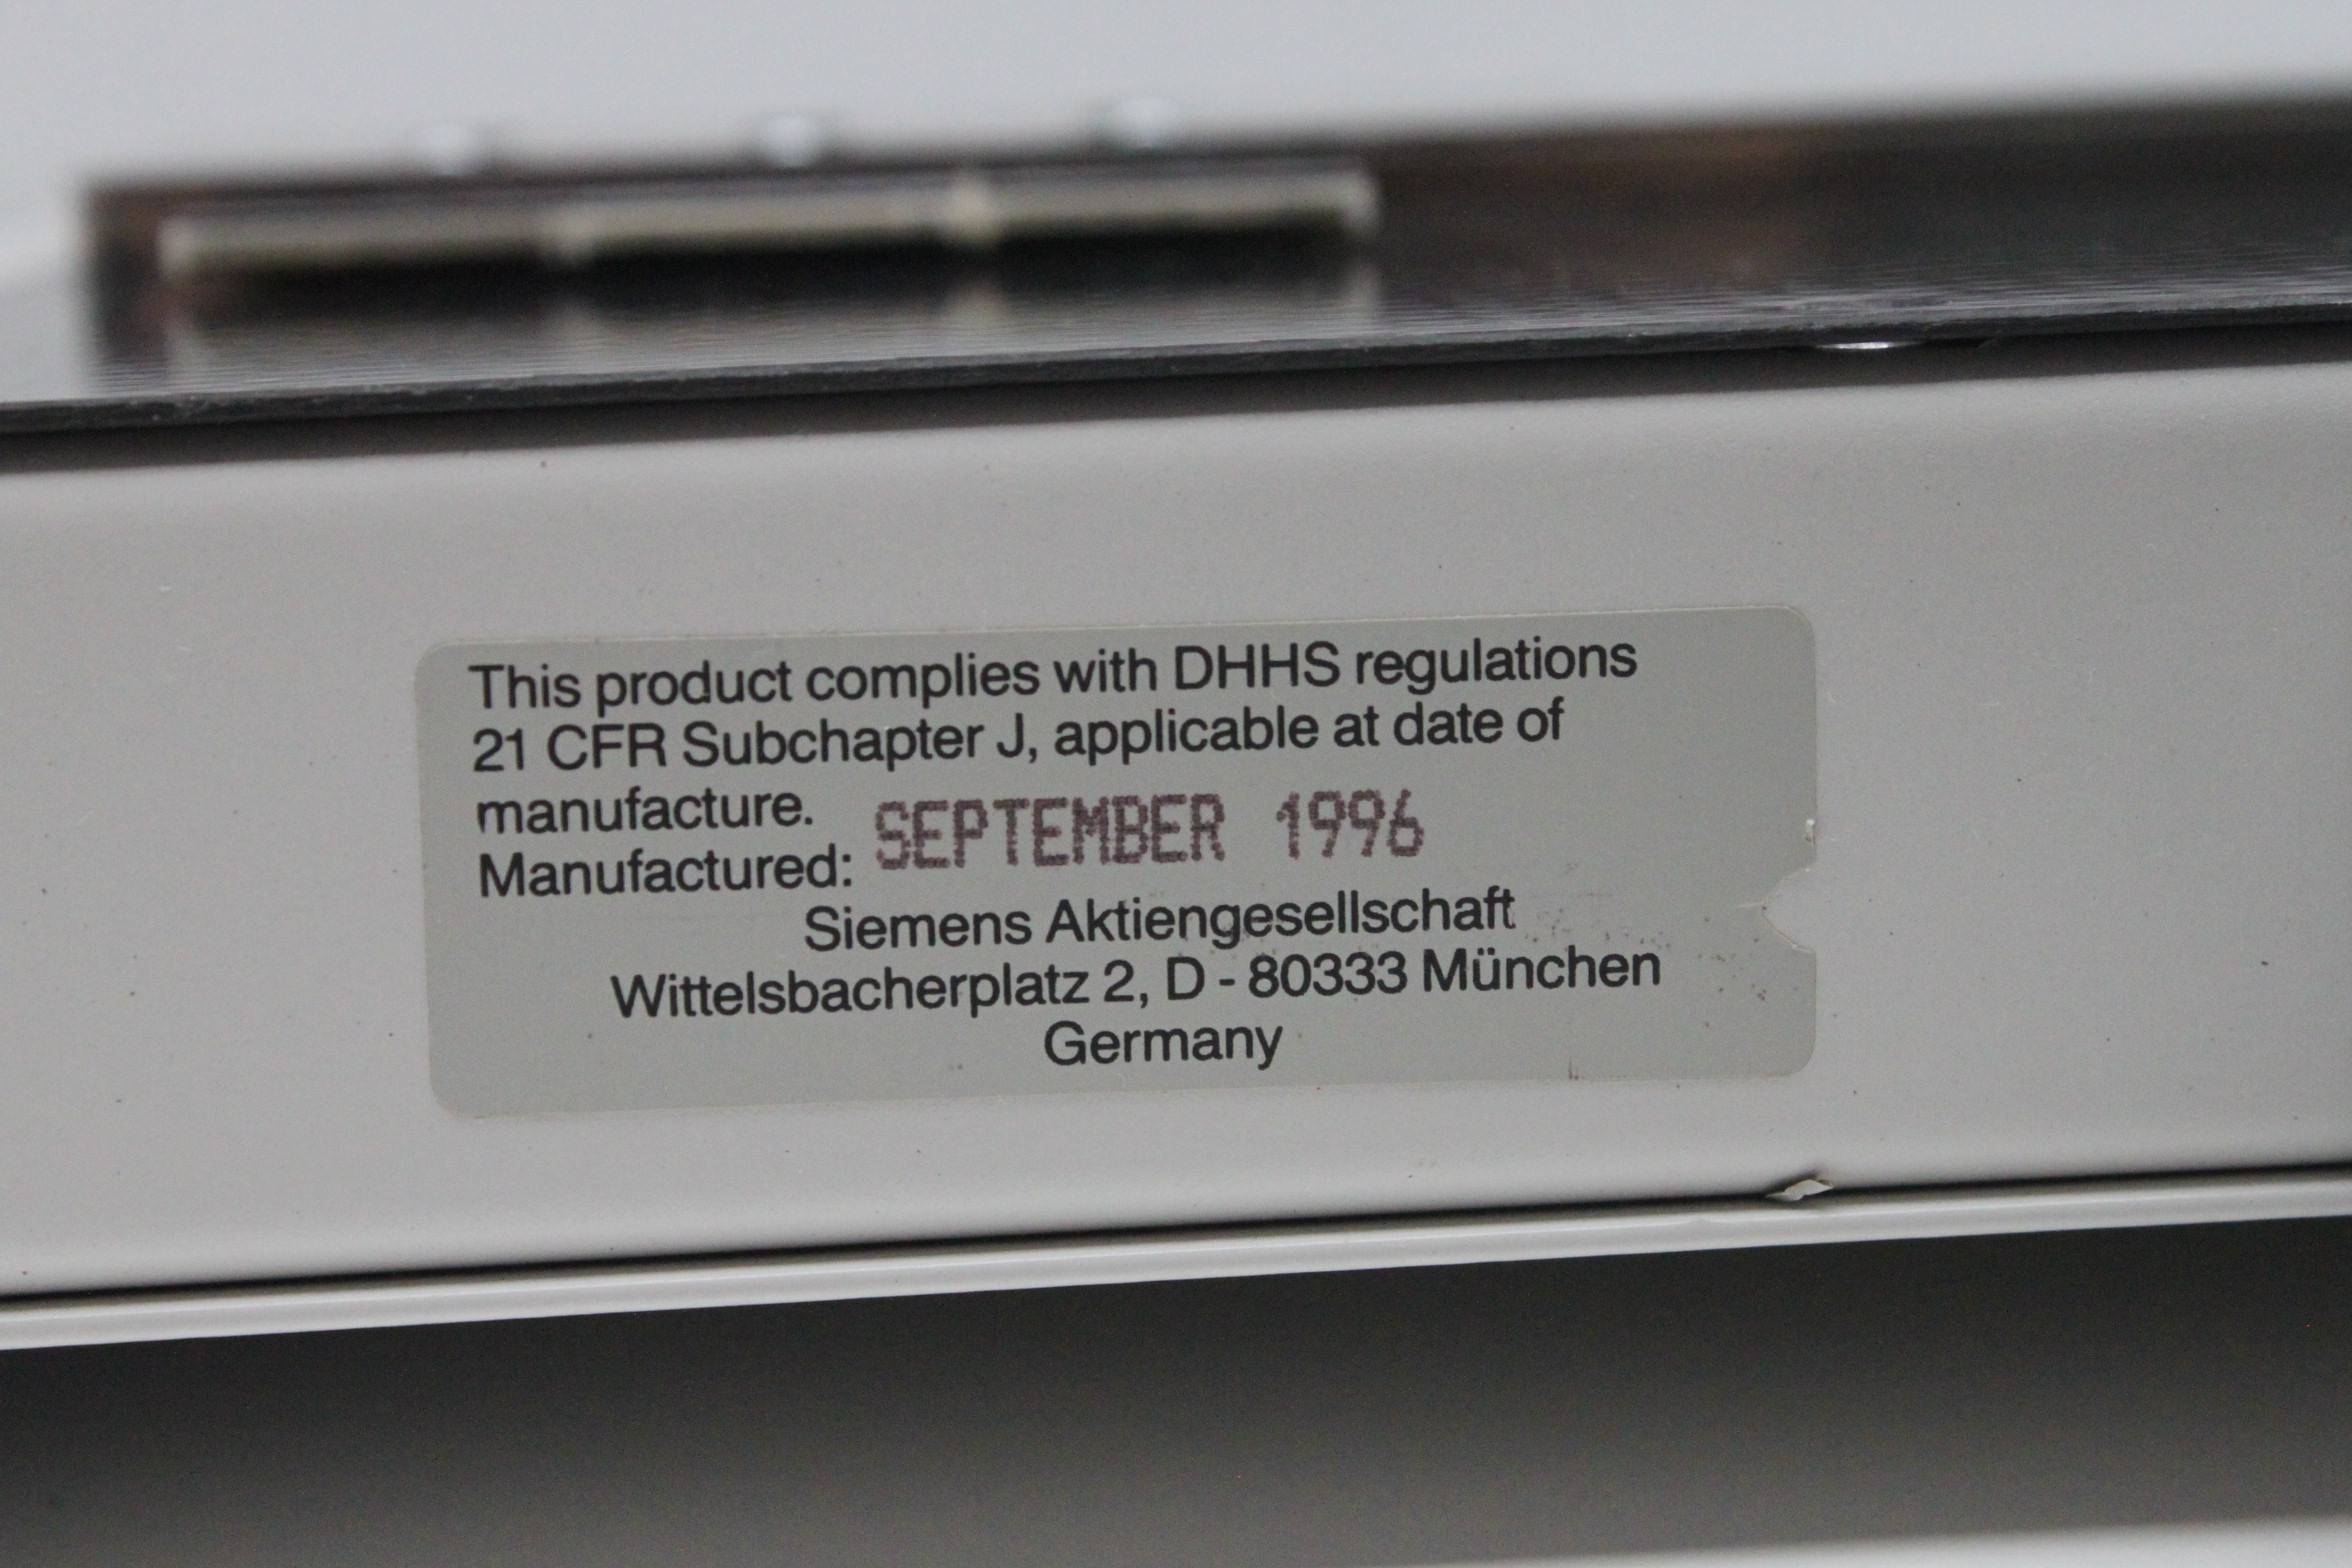 This product complies with DHHS regulations
21 CFR Subchapter J, applicable at date of
manufacture.
Manufactured: SEPTEMBER 1996
Siemens Aktiengesellschaft
Wittelsbacherplatz 2, D - 80333 München
Germany